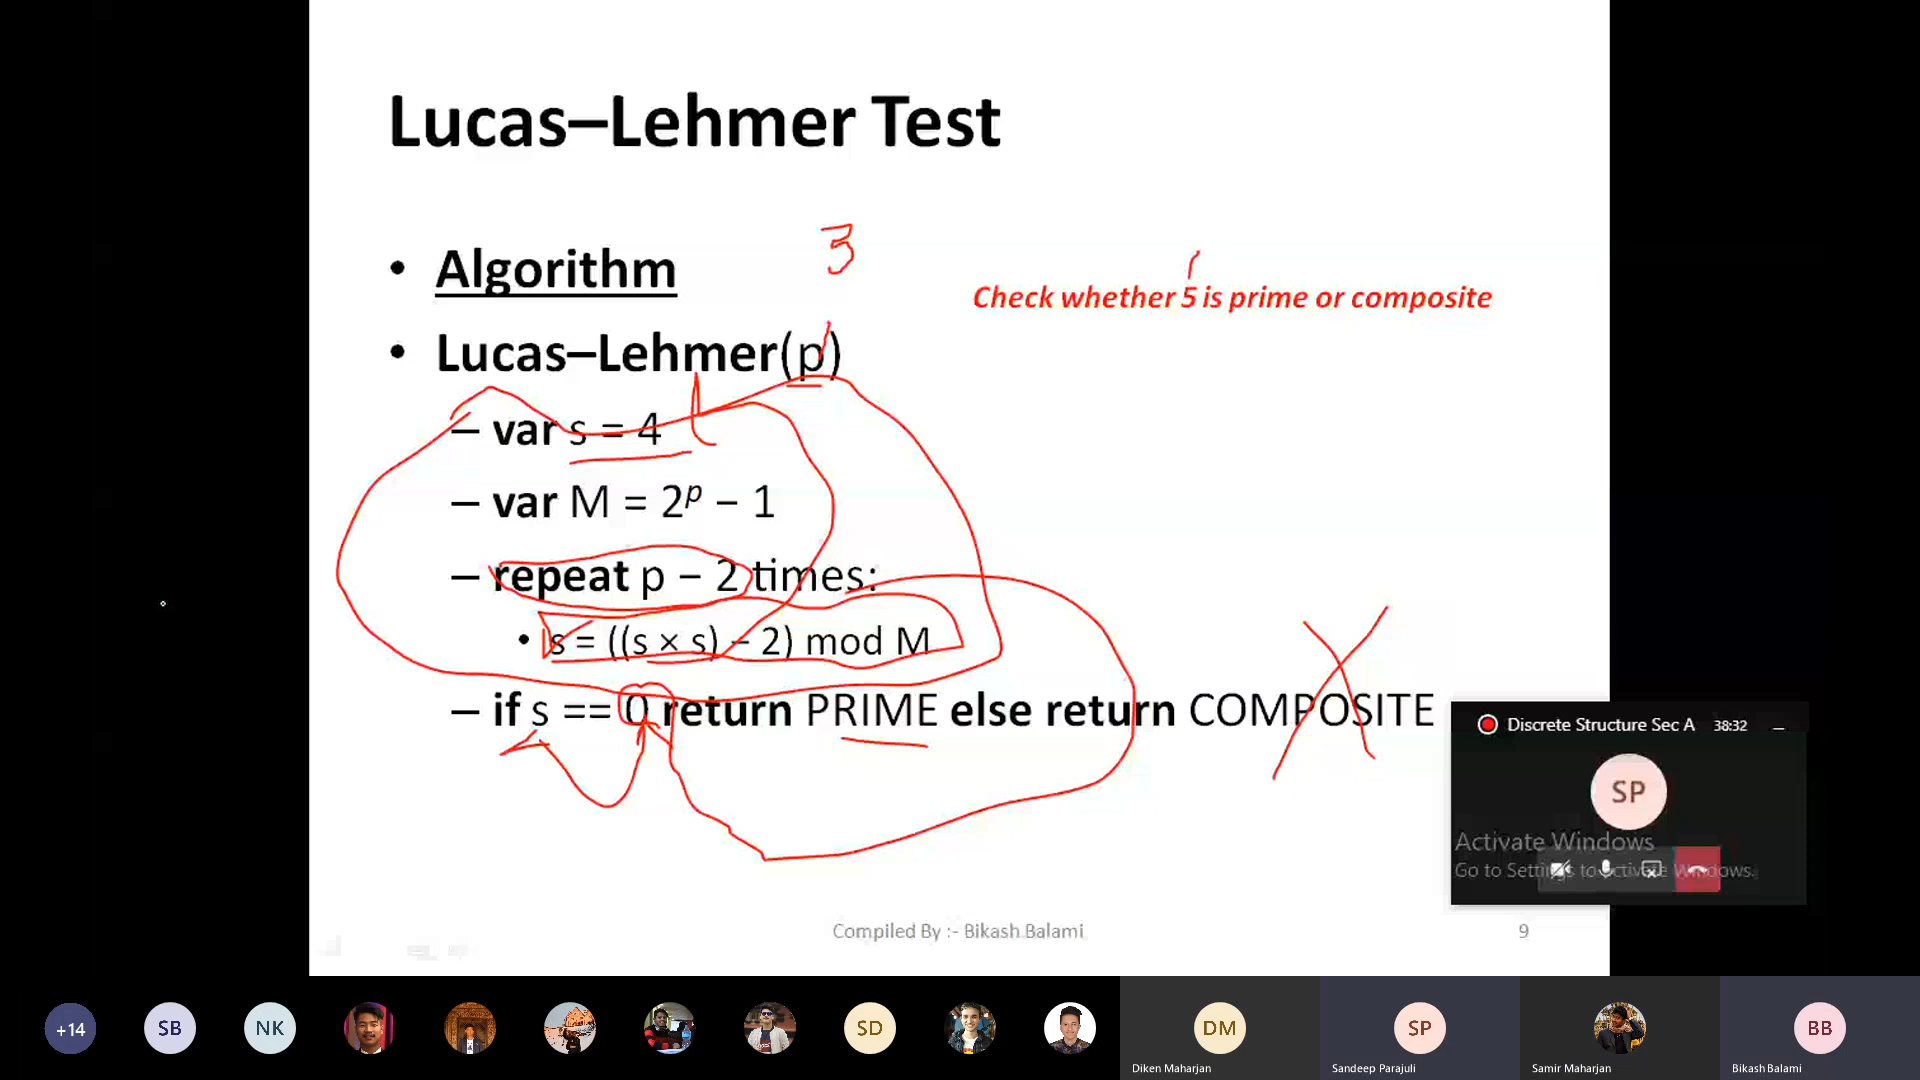 Lucas–Lehmer Test
• Algorithm
3
Check whether 5 is prime or composite
• Lucas–Lehmer(p)
– var s = 4
– var M = 2ᵖ − 1
– repeat p − 2 times:
• s = ((s × s) − 2) mod M
– if s == 0 return PRIME else return COMPOSITE
Discrete Structure Sec A 38:32
SP
Activate Windows
Go to Settings to activate Windows.
Compiled By :- Bikash Balami
9
+14 SB NK SD DM SP BB
Diken Maharjan Sandeep Parajuli Samir Maharjan Bikash Balami